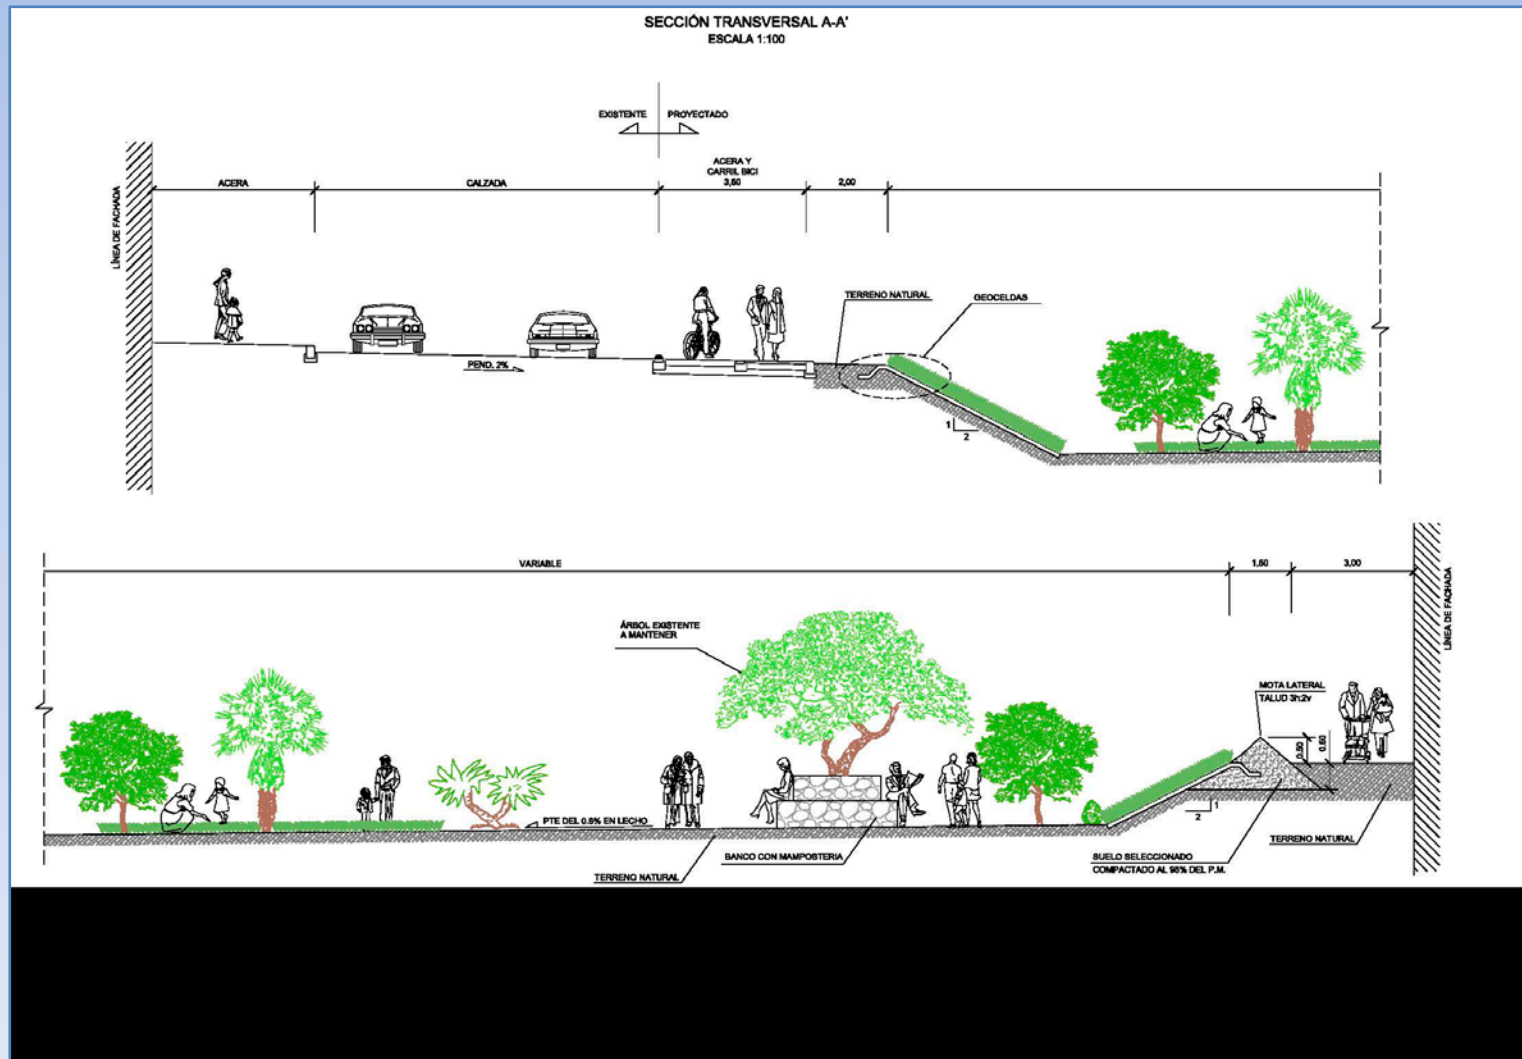 SECCIÓN TRANSVERSAL A-A'
ESCALA 1:100
EXISTENTE
PROYECTADO
ACERA
CALZADA
ACERA Y
CARRIL BICI
3,50
2,00
LÍNEA DE FACHADA
TERRENO NATURAL
GEOCELDAS
PEND. 2%
1
2
VARIABLE
1,50
3,00
LÍNEA DE FACHADA
ÁRBOL EXISTENTE
A MANTENER
MOTA LATERAL
TALUD 3h:2v
0.50
0.50
PTE DEL 0.8% EN LECHO
1
2
BANCO CON MAMPOSTERIA
TERRENO NATURAL
SUELO SELECCIONADO
COMPACTADO AL 98% DEL P.M.
TERRENO NATURAL